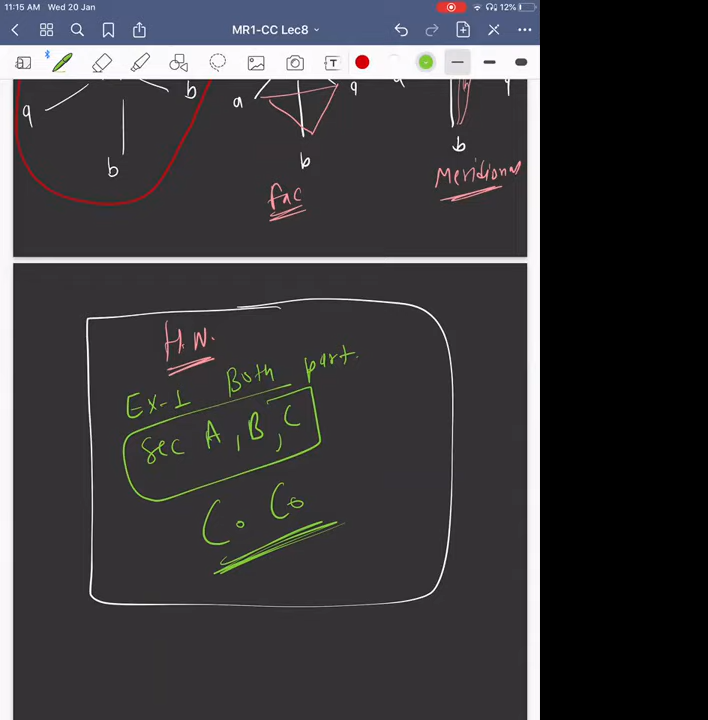 11:15 AM Wed 20 Jan
12%
MR1-CC Lec8
T
q
b
b
a
q
b
fac
b
Meridional
H.W.
Ex-1 Both part.
Sec A, B, C
C. Co